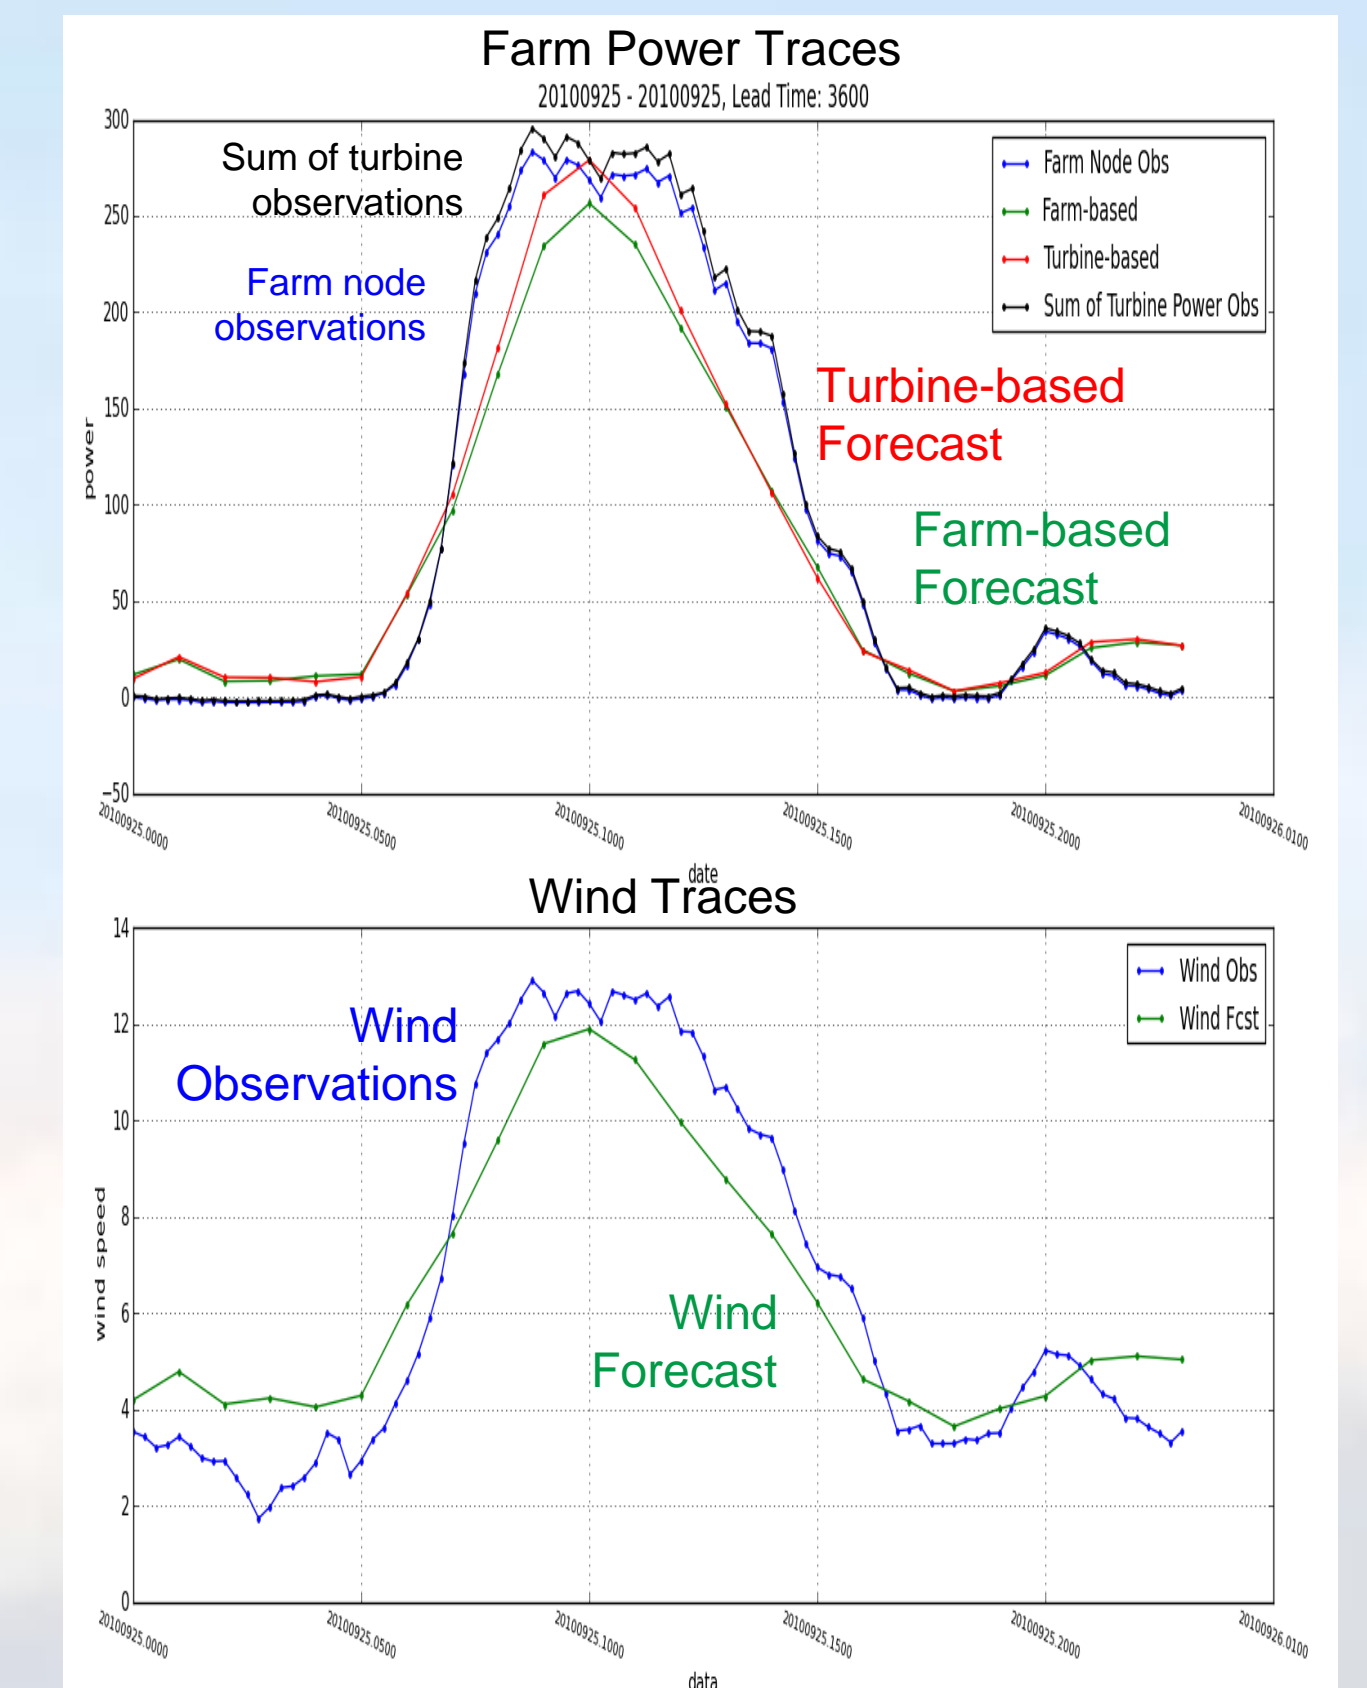 Farm Power Traces
20100925 - 20100925, Lead Time: 3600
300
250
200
150
100
50
0
−50
power
Sum of turbine
observations
Farm node
observations
Farm Node Obs
Farm-based
Turbine-based
Sum of Turbine Power Obs
Turbine-based
Forecast
Farm-based
Forecast
20100925.0000
20100925.0500
20100925.1000
20100925.1500
20100925.2000
20100926.0100
date
Wind Traces
14
12
10
8
6
4
2
0
wind speed
Wind Obs
Wind Fcst
Wind
Observations
Wind
Forecast
20100925.0000
20100925.0500
20100925.1000
20100925.1500
20100925.2000
20100926.0100
data